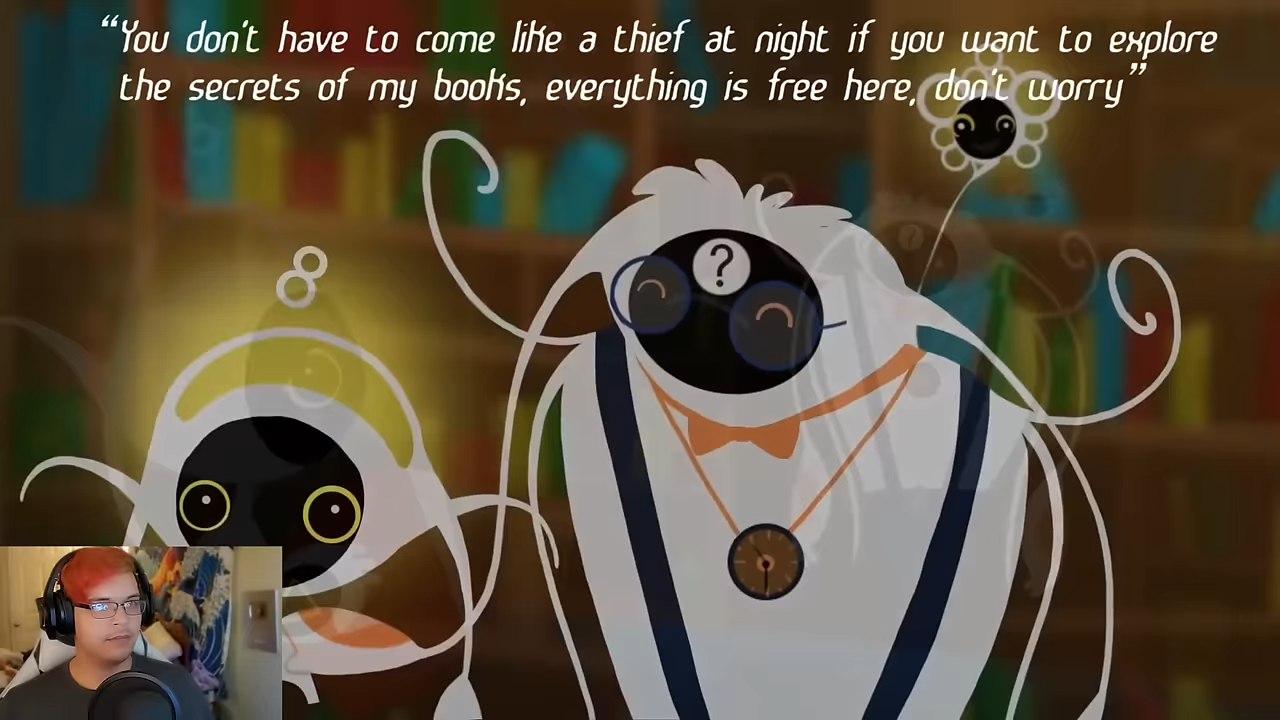 “You don't have to come like a thief at night if you want to explore
the secrets of my books, everything is free here, don't worry”
?